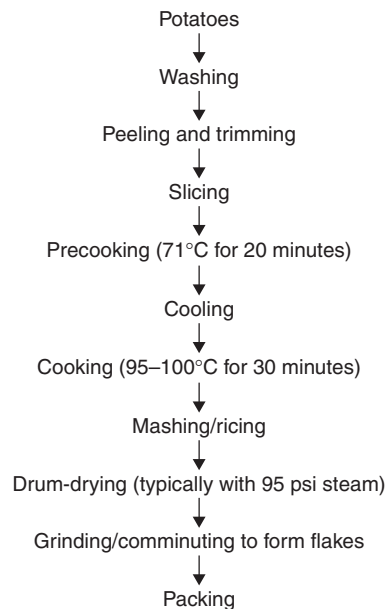 Potatoes
Washing
Peeling and trimming
Slicing
Precooking (71°C for 20 minutes)
Cooling
Cooking (95–100°C for 30 minutes)
Mashing/ricing
Drum-drying (typically with 95 psi steam)
Grinding/comminuting to form flakes
Packing